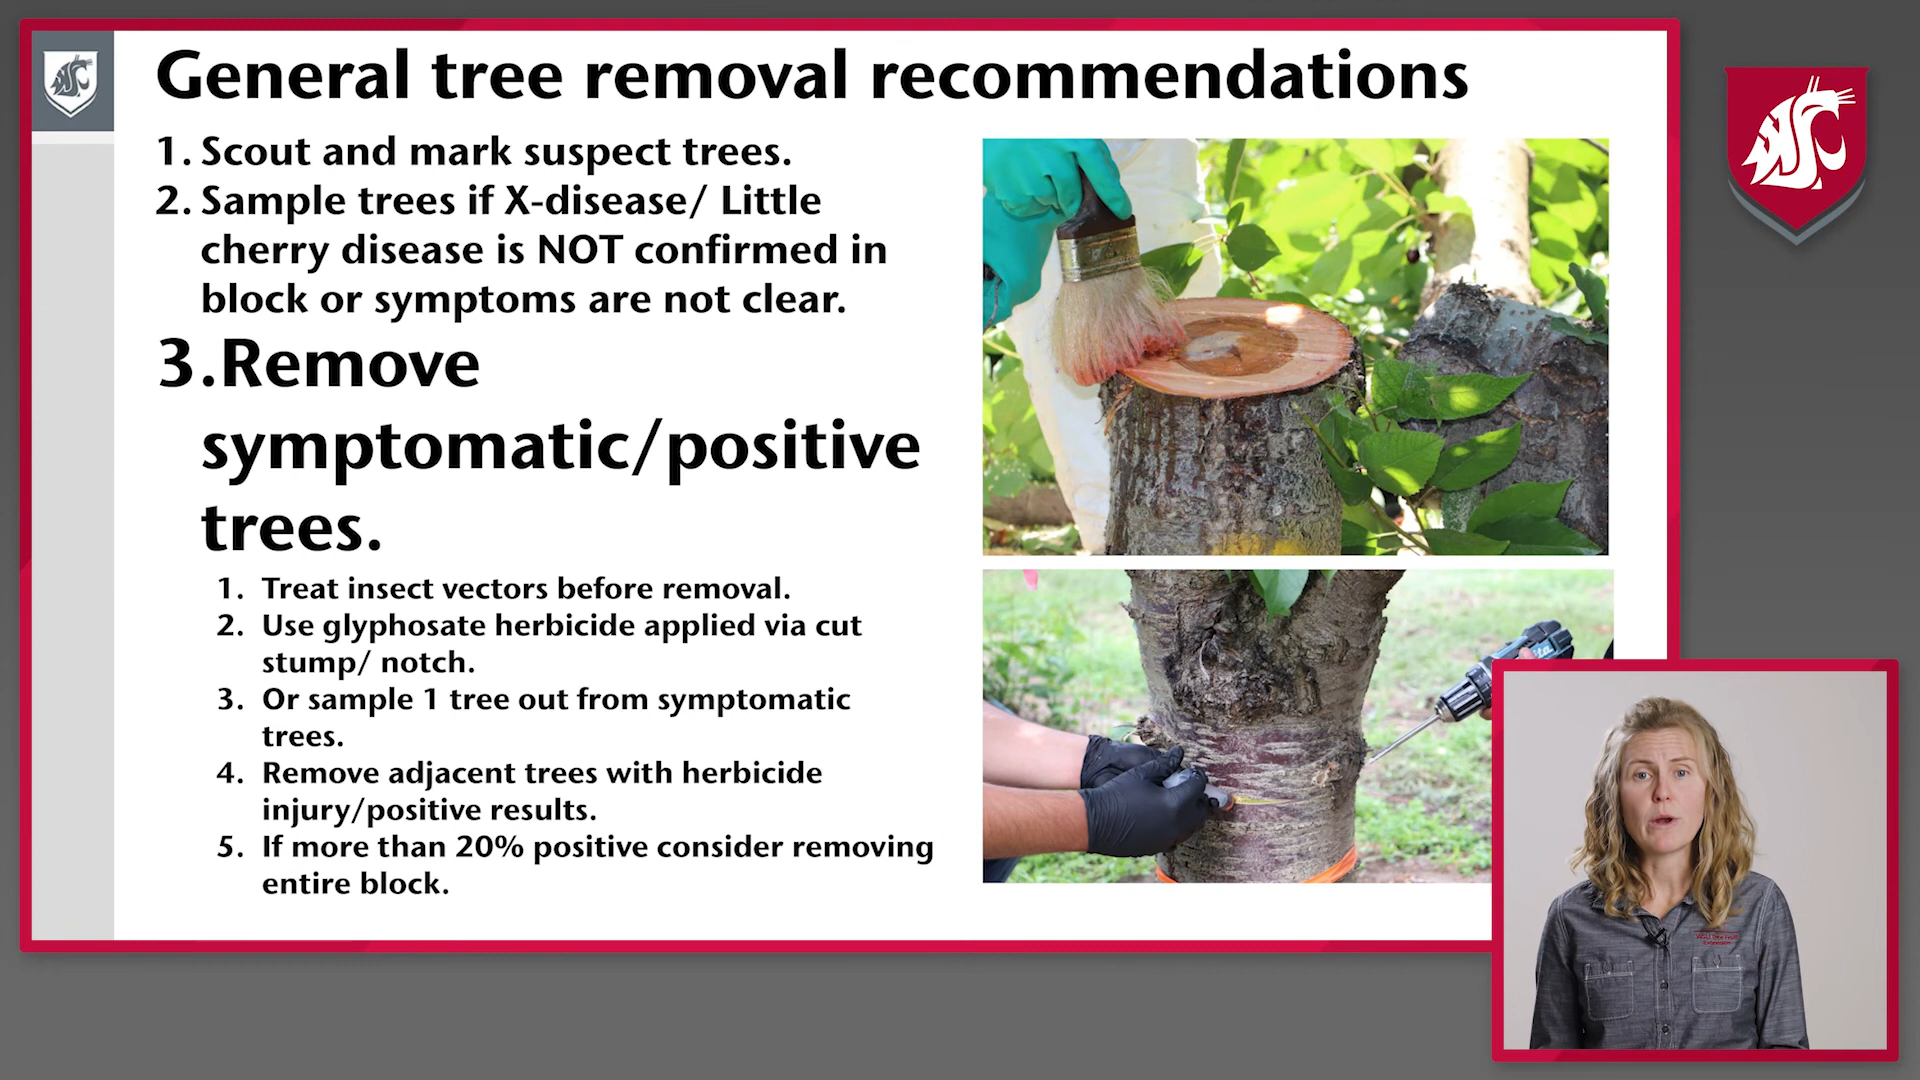 General tree removal recommendations
1. Scout and mark suspect trees.
2. Sample trees if X-disease/ Little
cherry disease is NOT confirmed in
block or symptoms are not clear.
3.Remove
symptomatic/positive
trees.
1. Treat insect vectors before removal.
2. Use glyphosate herbicide applied via cut
stump/ notch.
3. Or sample 1 tree out from symptomatic
trees.
4. Remove adjacent trees with herbicide
injury/positive results.
5. If more than 20% positive consider removing
entire block.